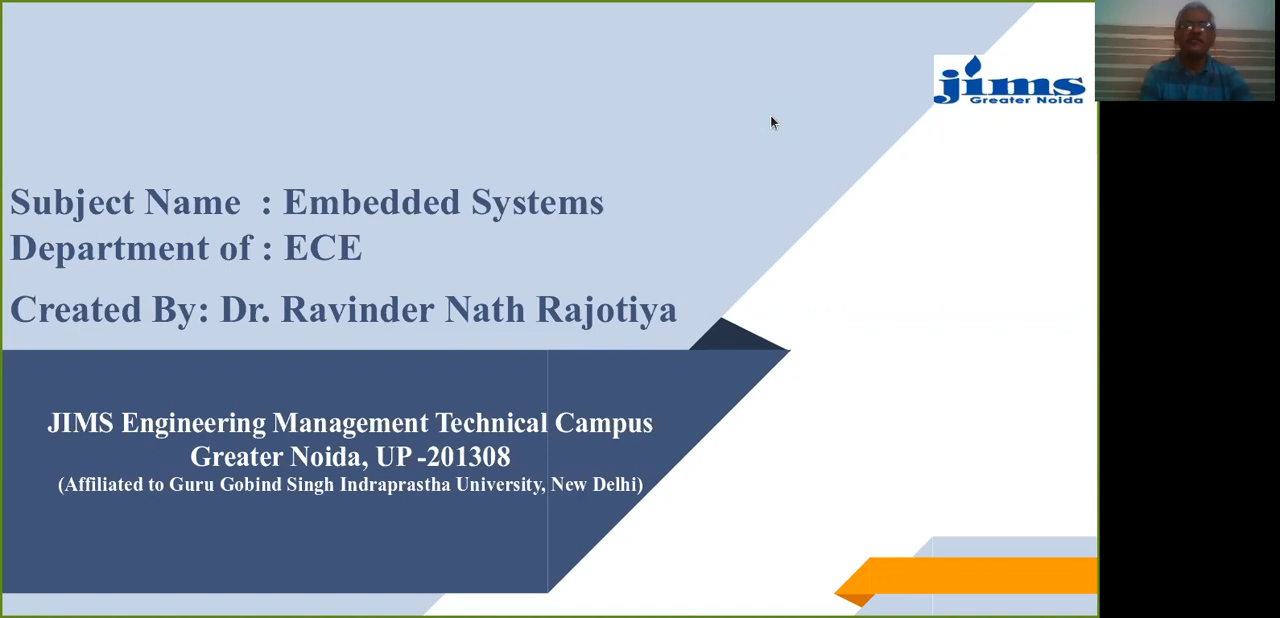 jims
Greater Noida
Subject Name : Embedded Systems
Department of : ECE
Created By: Dr. Ravinder Nath Rajotiya
JIMS Engineering Management Technical Campus
Greater Noida, UP -201308
(Affiliated to Guru Gobind Singh Indraprastha University, New Delhi)